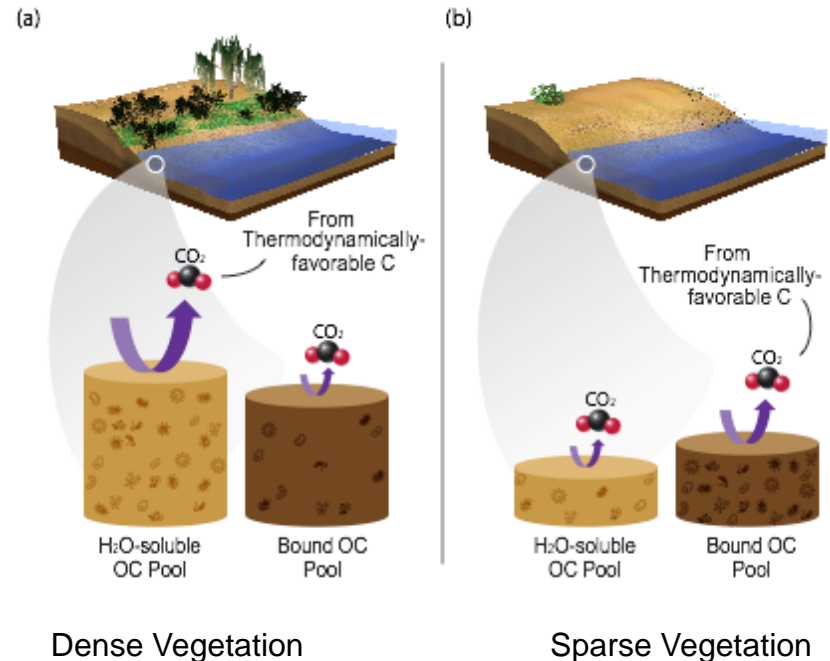 (a)
From
Thermodynamically-
favorable C
CO₂
CO₂
H₂O-soluble
OC Pool
Bound OC
Pool
Dense Vegetation
(b)
From
Thermodynamically-
favorable C
CO₂
CO₂
H₂O-soluble
OC Pool
Bound OC
Pool
Sparse Vegetation